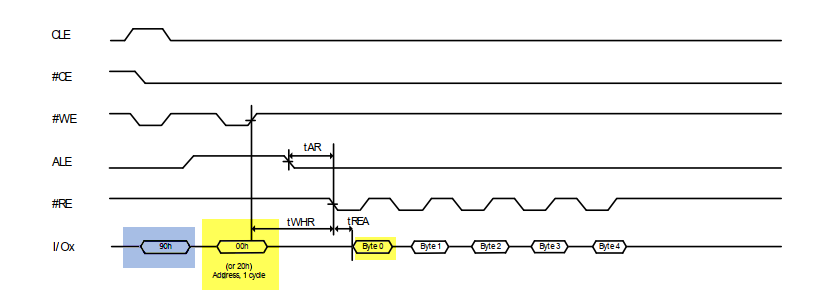 CLE
#CE
#WE
tAR
ALE
#RE
tWHR
tREA
I/Ox
90h
00h
Byte 0
Byte 1
Byte 2
Byte 3
Byte 4
(or 20h)
Address, 1 cycle